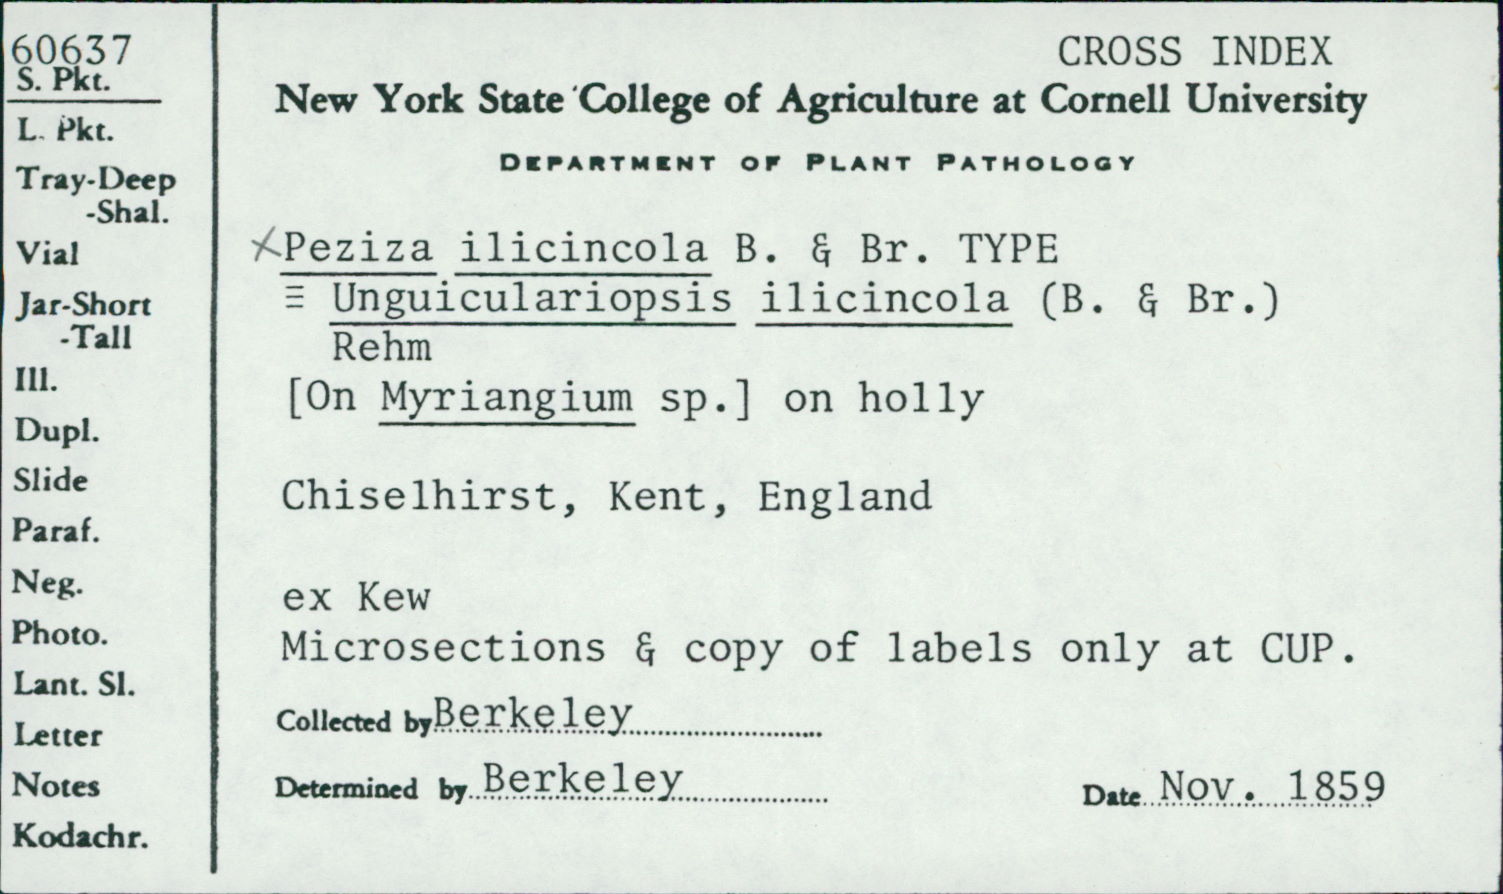 60637
S. Pkt.
L. Pkt.
Tray-Deep
-Shal.
Vial
Jar-Short
-Tall
Ill.
Dupl.
Slide
Paraf.
Neg.
Photo.
Lant. Sl.
Letter
Notes
Kodachr.
CROSS INDEX
New York State College of Agriculture at Cornell University
DEPARTMENT OF PLANT PATHOLOGY
×Peziza ilicincola B. & Br. TYPE
≡ Unguiculariopsis ilicincola (B. & Br.)
Rehm
[On Myriangium sp.] on holly
Chiselhirst, Kent, England
ex Kew
Microsections & copy of labels only at CUP.
Collected by Berkeley
Determined by Berkeley
Date Nov. 1859